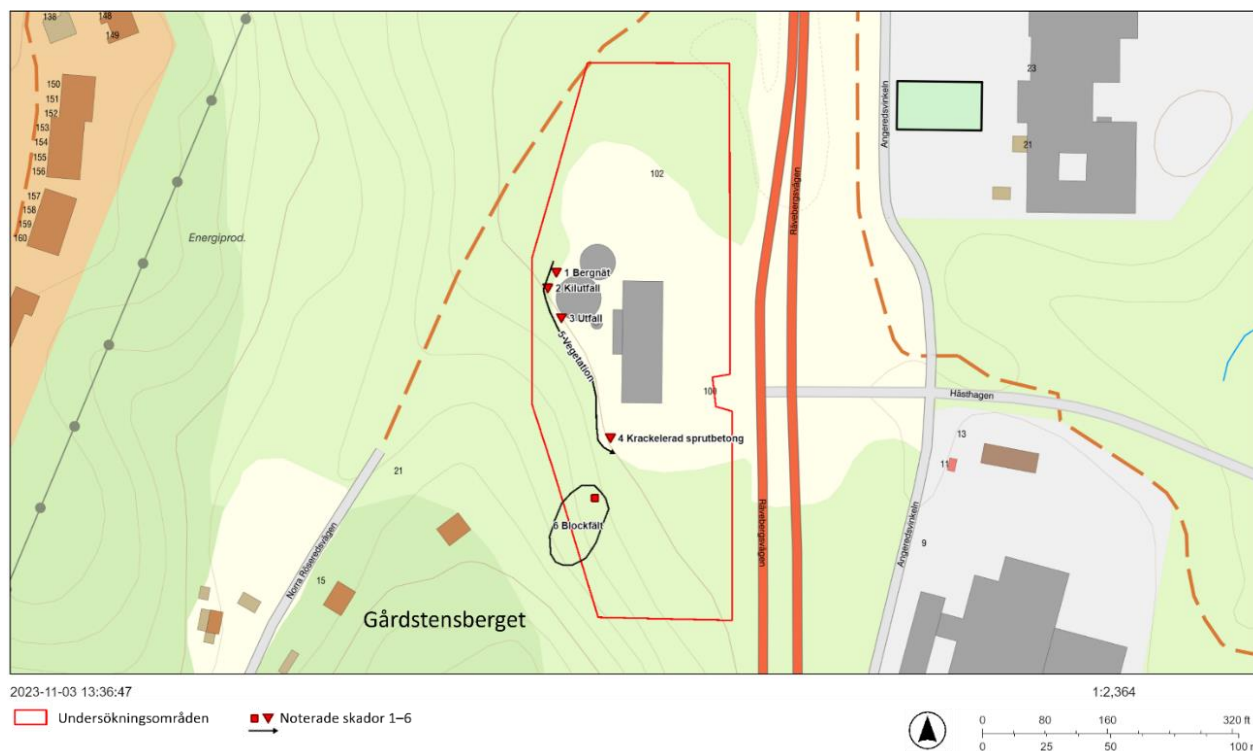 138
148
149
150
151
152
153
154
155
156
157
158
159
160
Energiprod.
102
Rävebergsvägen
Angeredsvinkeln
23
21
1 Bergnät
2 Kilutfall
3 Utfall
5 Vegetation
100
4 Krackelerad sprutbetong
Hästhagen
13
11
21
6 Blockfält
Norra Röseredsvägen
15
Rävebergsvägen
Angeredsvinkeln
9
Gårdstensberget
2023-11-03 13:36:47
1:2,364
Undersökningsområden
Noterade skador 1–6
0 80 160 320 ft
0 25 50 100 m